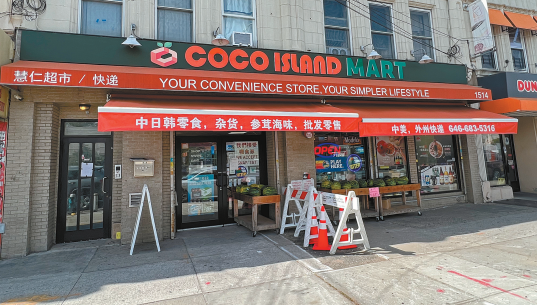 COCO ISLAND MART
慧仁超市 / 快递
YOUR CONVENIENCE STORE, YOUR SIMPLER LIFESTYLE
1514
中日韩零食，杂货，参茸海味，批发零售
中美，外州快递 646-683-5316
DUN
OPEN